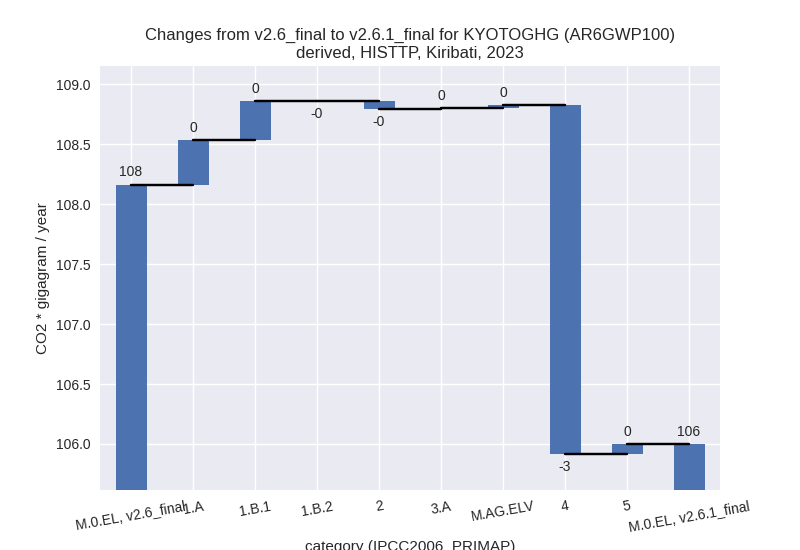 Changes from v2.6_final to v2.6.1_final for KYOTOGHG (AR6GWP100)
derived, HISTTP, Kiribati, 2023
109.0
108.5
108.0
107.5
107.0
106.5
106.0
CO2 * gigagram / year
108
0
0
-0
-0
0
0
-3
0
106
M.0.EL, v2.6_final
1.A
1.B.1
1.B.2
2
3.A
M.AG.ELV
4
5
M.0.EL, v2.6.1_final
category (IPCC2006_PRIMAP)